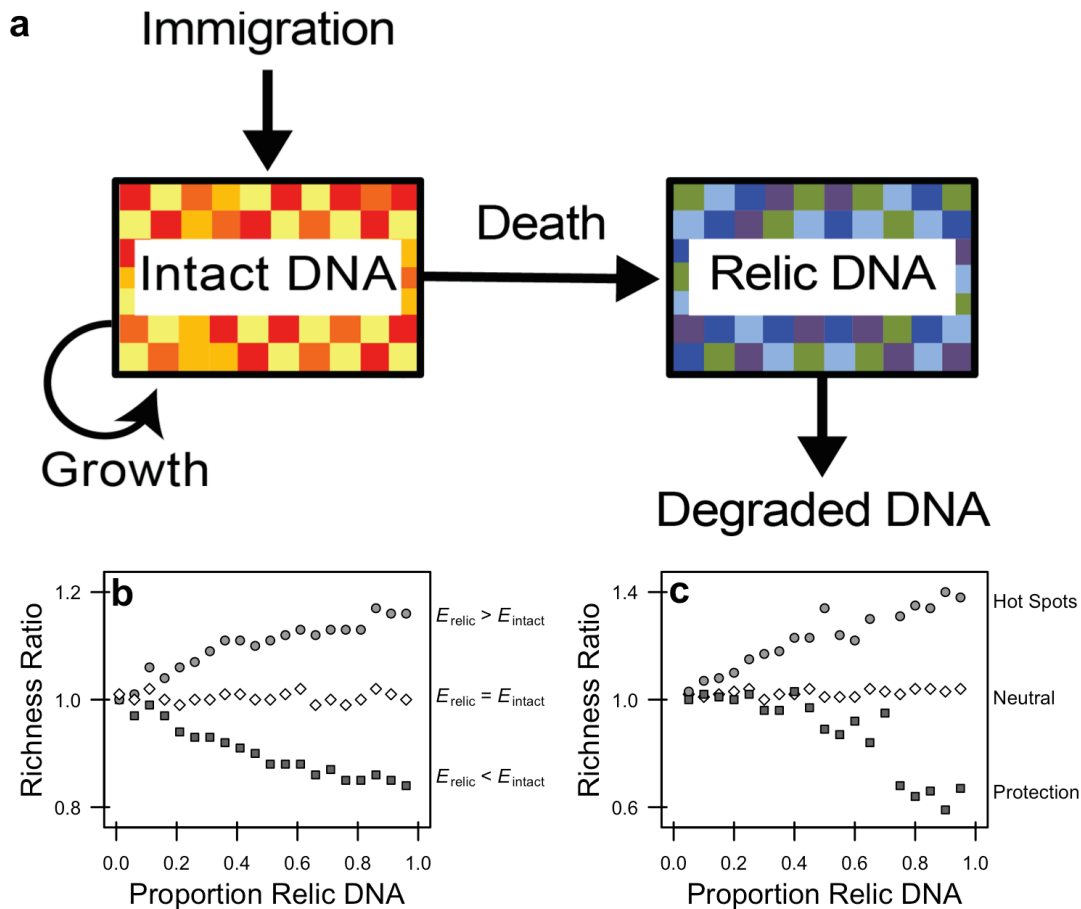 a
Immigration
Intact DNA
Death
Relic DNA
Growth
Degraded DNA
b
Richness Ratio
1.2
1.0
0.8
0.0 0.2 0.4 0.6 0.8 1.0
Proportion Relic DNA
E relic > E intact
E relic = E intact
E relic < E intact
c
Richness Ratio
1.4
1.0
0.6
0.0 0.2 0.4 0.6 0.8 1.0
Proportion Relic DNA
Hot Spots
Neutral
Protection